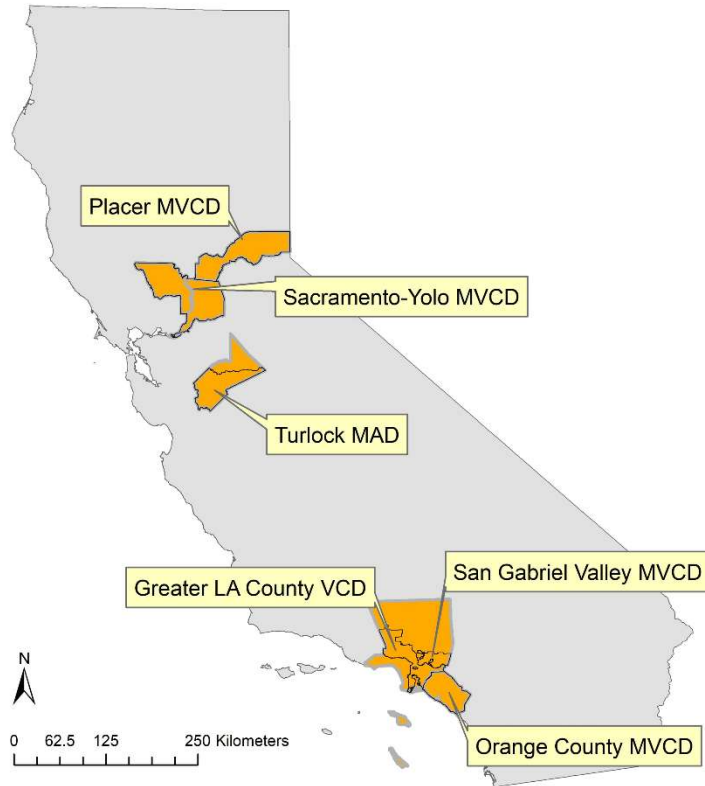 Placer MVCD
Sacramento-Yolo MVCD
Turlock MAD
San Gabriel Valley MVCD
Greater LA County VCD
N
0 62.5 125 250 Kilometers
Orange County MVCD